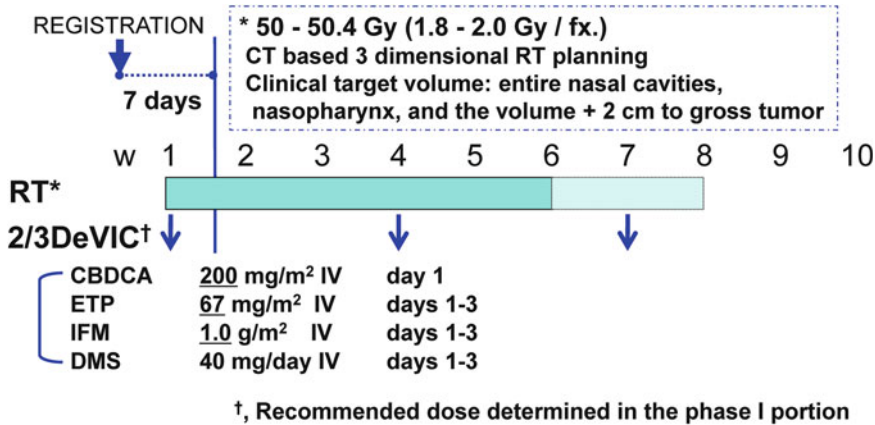 REGISTRATION
7 days
* 50 - 50.4 Gy (1.8 - 2.0 Gy / fx.)
CT based 3 dimensional RT planning
Clinical target volume: entire nasal cavities,
nasopharynx, and the volume + 2 cm to gross tumor
w 1 2 3 4 5 6 7 8 9 10
RT*
2/3DeVIC†
CBDCA 200 mg/m² IV day 1
ETP 67 mg/m² IV days 1-3
IFM 1.0 g/m² IV days 1-3
DMS 40 mg/day IV days 1-3
†, Recommended dose determined in the phase I portion